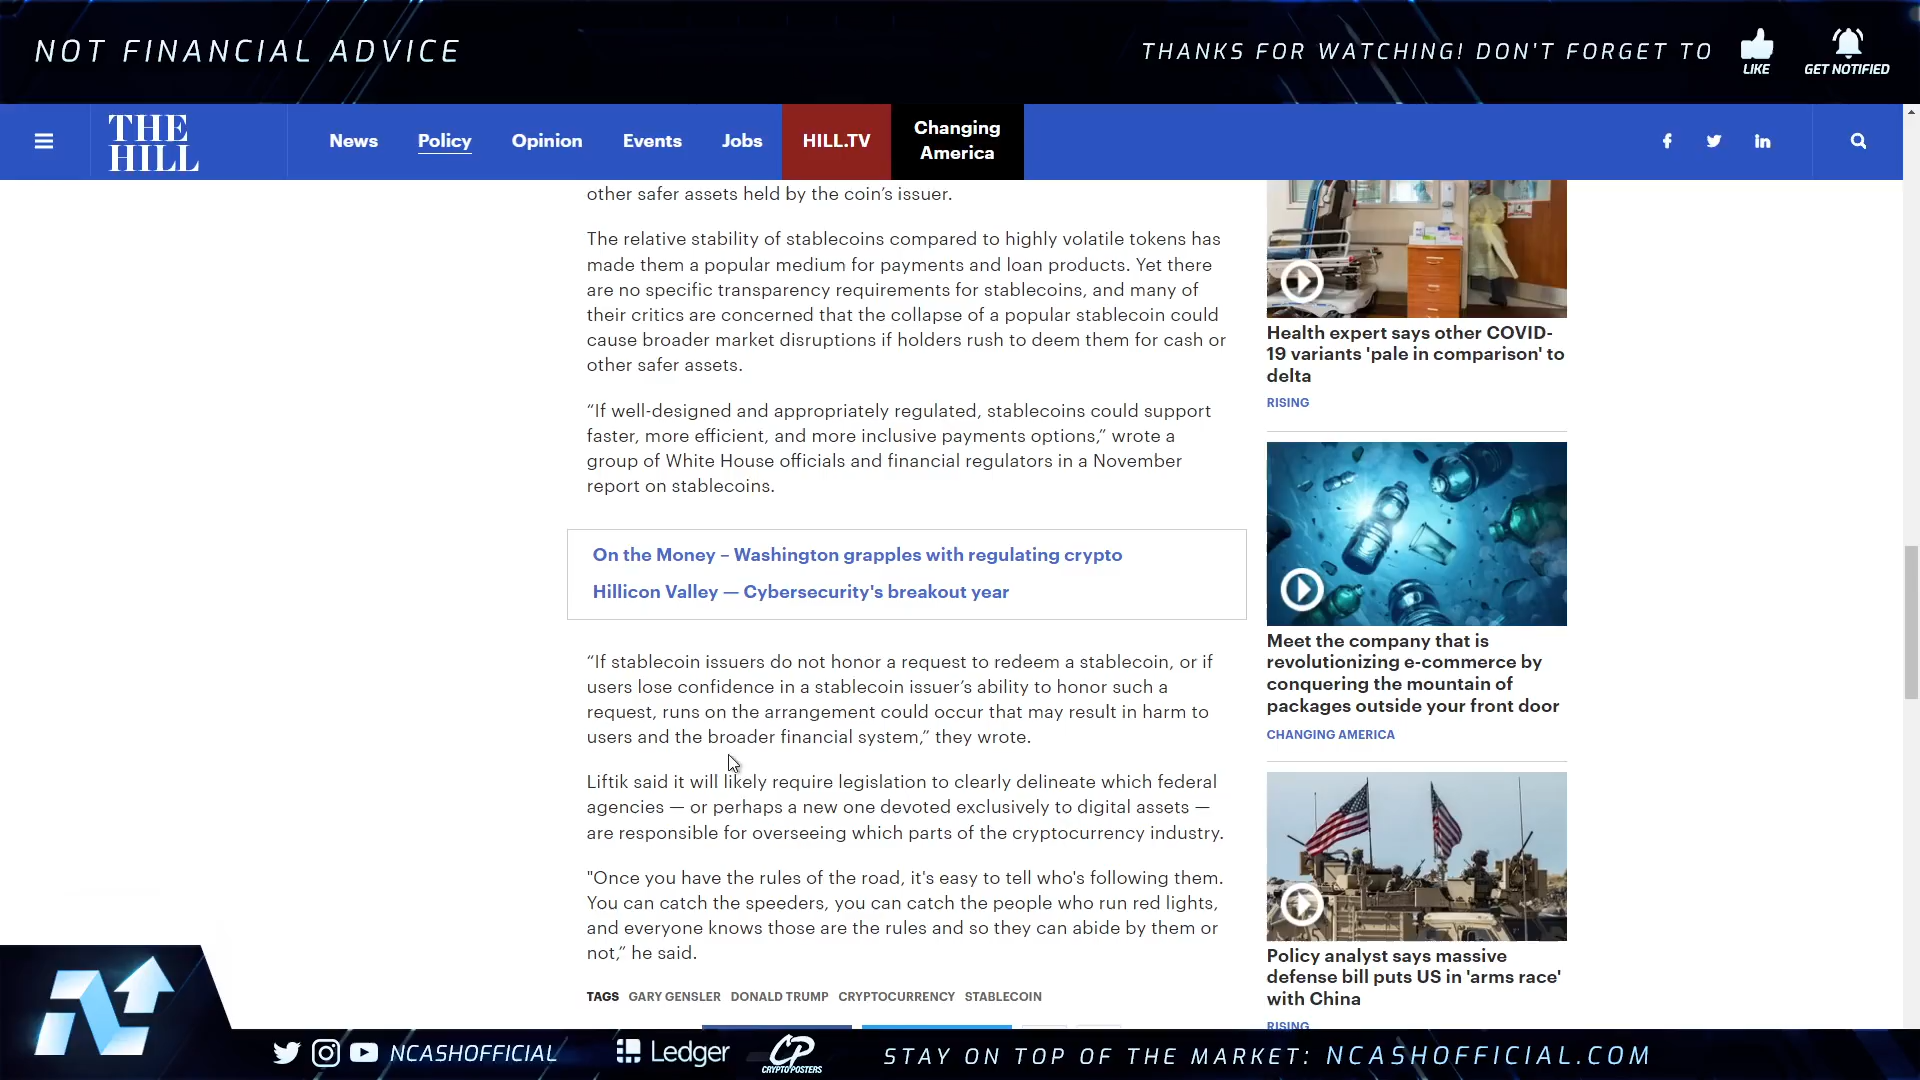 NOT FINANCIAL ADVICE
THANKS FOR WATCHING! DON'T FORGET TO
LIKE
GET NOTIFIED
THE
HILL
News
Policy
Opinion
Events
Jobs
HILL.TV
Changing
America
other safer assets held by the coin’s issuer.
The relative stability of stablecoins compared to highly volatile tokens has
made them a popular medium for payments and loan products. Yet there
are no specific transparency requirements for stablecoins, and many of
their critics are concerned that the collapse of a popular stablecoin could
cause broader market disruptions if holders rush to deem them for cash or
other safer assets.
“If well-designed and appropriately regulated, stablecoins could support
faster, more efficient, and more inclusive payments options,” wrote a
group of White House officials and financial regulators in a November
report on stablecoins.
On the Money – Washington grapples with regulating crypto
Hillicon Valley — Cybersecurity's breakout year
“If stablecoin issuers do not honor a request to redeem a stablecoin, or if
users lose confidence in a stablecoin issuer’s ability to honor such a
request, runs on the arrangement could occur that may result in harm to
users and the broader financial system,” they wrote.
Liftik said it will likely require legislation to clearly delineate which federal
agencies — or perhaps a new one devoted exclusively to digital assets —
are responsible for overseeing which parts of the cryptocurrency industry.
"Once you have the rules of the road, it's easy to tell who's following them.
You can catch the speeders, you can catch the people who run red lights,
and everyone knows those are the rules and so they can abide by them or
not,” he said.
TAGS GARY GENSLER DONALD TRUMP CRYPTOCURRENCY STABLECOIN
Health expert says other COVID-
19 variants 'pale in comparison' to
delta
RISING
Meet the company that is
revolutionizing e-commerce by
conquering the mountain of
packages outside your front door
CHANGING AMERICA
Policy analyst says massive
defense bill puts US in 'arms race'
with China
RISING
NCASHOFFICIAL
Ledger
CP
CRYPTOPOSTERS
STAY ON TOP OF THE MARKET: NCASHOFFICIAL.COM